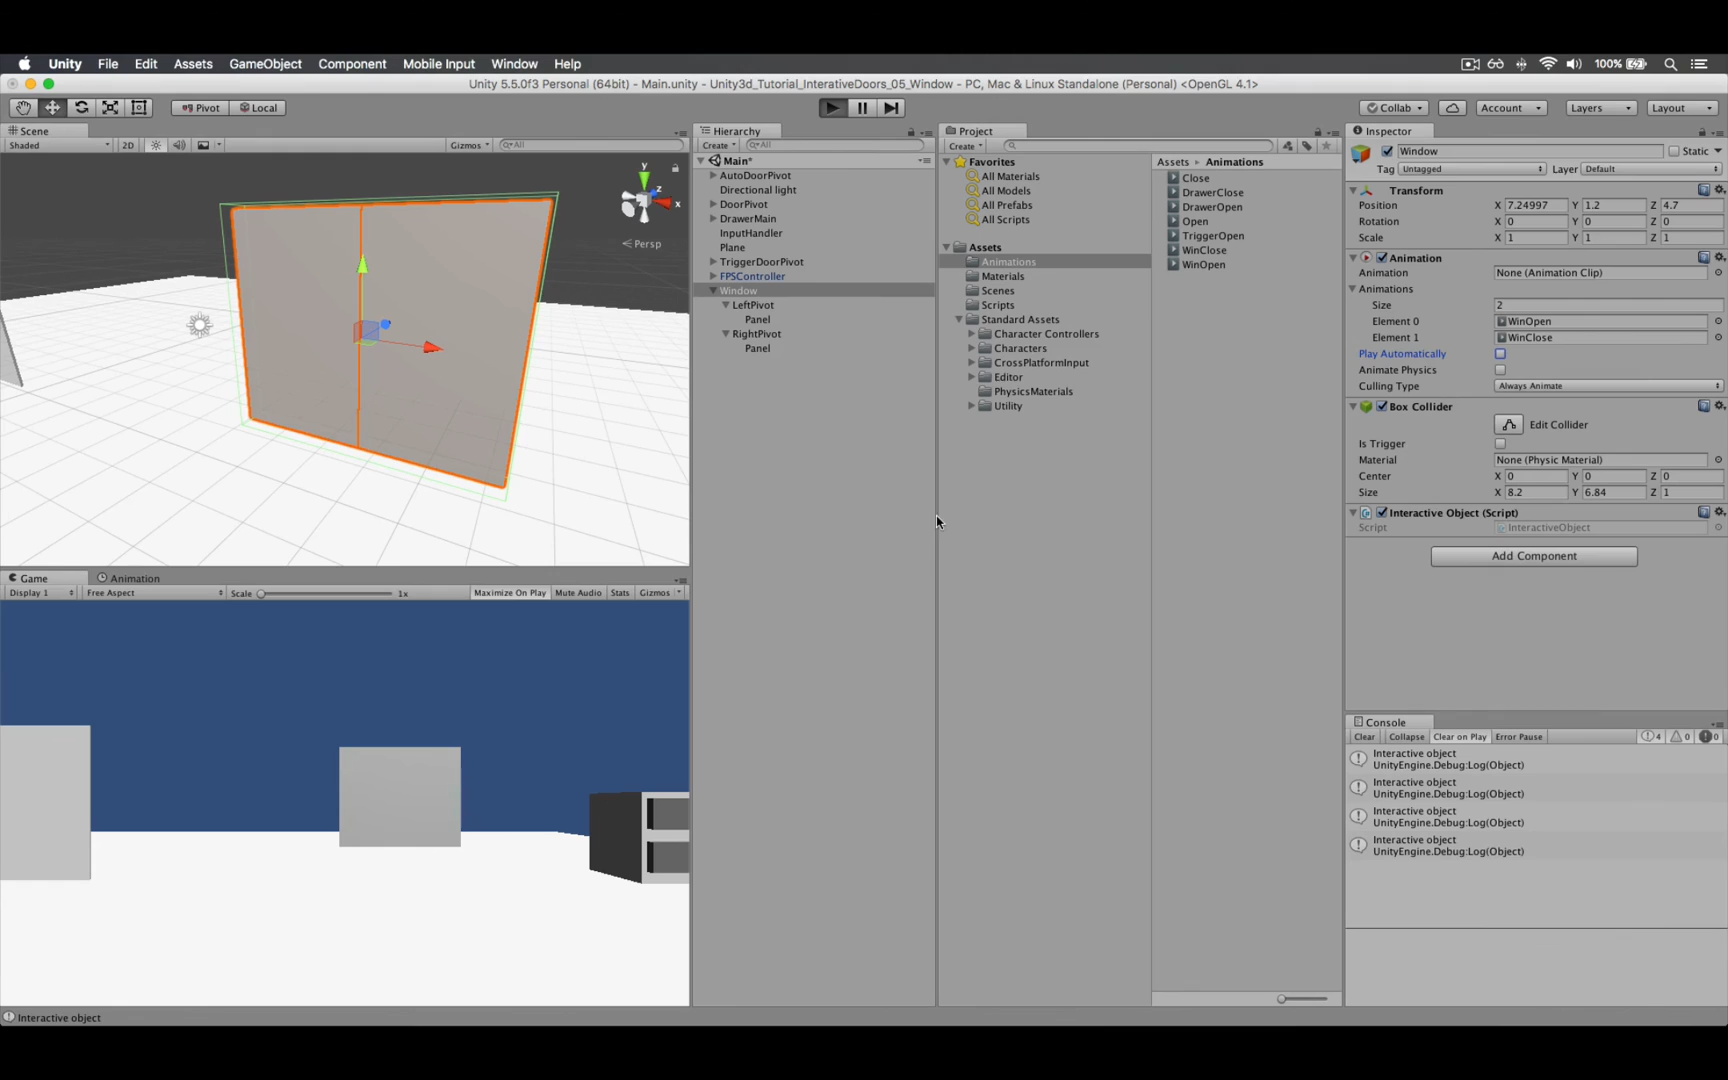 Unity File Edit Assets GameObject Component Mobile Input Window Help 100%
Unity 5.5.0f3 Personal (64bit) - Main.unity - Unity3d_Tutorial_InterativeDoors_05_Window - PC, Mac & Linux Standalone (Personal) <OpenGL 4.1>
Pivot Local Collab Account Layers Layout
Scene
Shaded 2D Gizmos All
y
z
x
Persp
Game Animation
Display 1 Free Aspect Scale 1x Maximize On Play Mute Audio Stats Gizmos
Interactive object
Hierarchy
Create All
Main*
AutoDoorPivot
Directional light
DoorPivot
DrawerMain
InputHandler
Plane
TriggerDoorPivot
FPSController
Window
LeftPivot
Panel
RightPivot
Panel
Project
Create
Favorites
All Materials
All Models
All Prefabs
All Scripts
Assets
Animations
Materials
Scenes
Scripts
Standard Assets
Character Controllers
Characters
CrossPlatformInput
Editor
PhysicsMaterials
Utility
Assets Animations
Close
DrawerClose
DrawerOpen
Open
TriggerOpen
WinClose
WinOpen
Inspector
Window Static
Tag Untagged Layer Default
Transform
Position X 7.24997 Y 1.2 Z 4.7
Rotation X 0 Y 0 Z 0
Scale X 1 Y 1 Z 1
Animation
Animation None (Animation Clip)
Animations
Size 2
Element 0 WinOpen
Element 1 WinClose
Play Automatically
Animate Physics
Culling Type Always Animate
Box Collider
Edit Collider
Is Trigger
Material None (Physic Material)
Center X 0 Y 0 Z 0
Size X 8.2 Y 6.84 Z 1
Interactive Object (Script)
Script InteractiveObject
Add Component
Console
Clear Collapse Clear on Play Error Pause 4 0 0
Interactive object
UnityEngine.Debug:Log(Object)
Interactive object
UnityEngine.Debug:Log(Object)
Interactive object
UnityEngine.Debug:Log(Object)
Interactive object
UnityEngine.Debug:Log(Object)